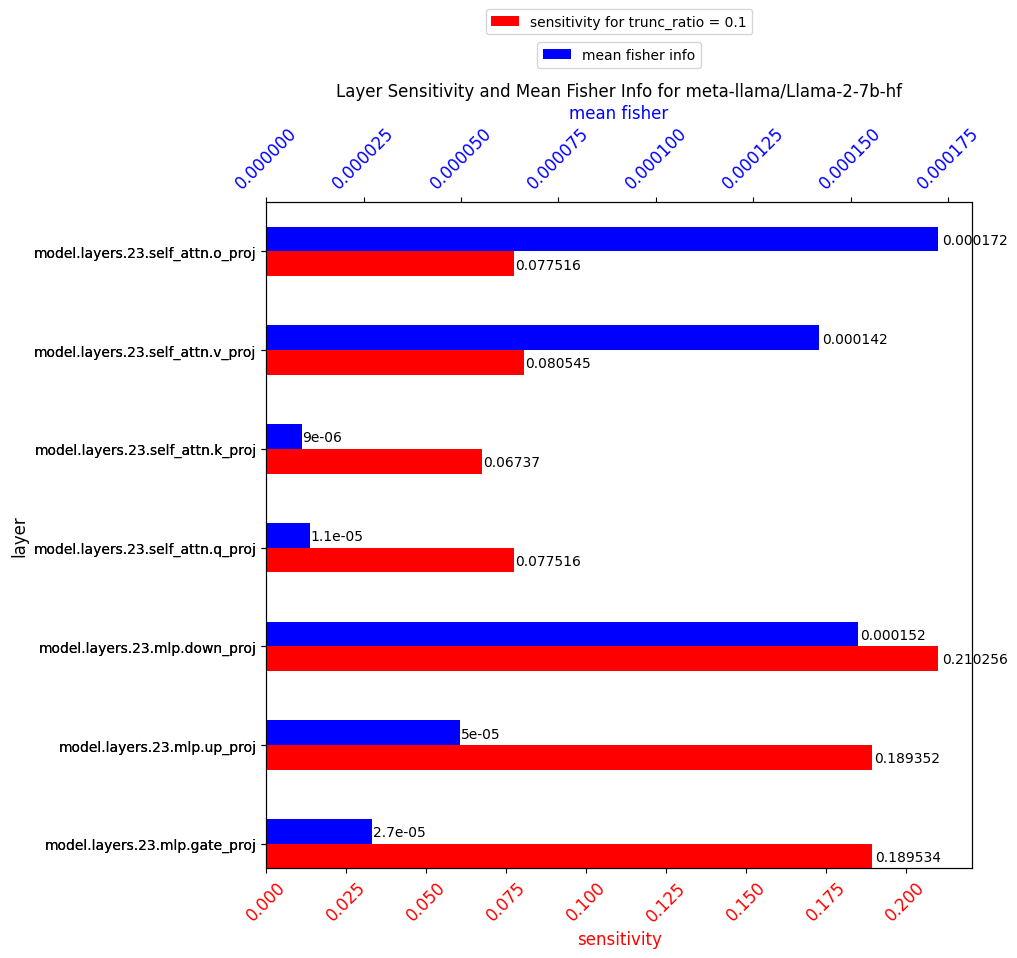 sensitivity for trunc_ratio = 0.1
mean fisher info
Layer Sensitivity and Mean Fisher Info for meta-llama/Llama-2-7b-hf
mean fisher
0.000000 0.000025 0.000050 0.000075 0.000100 0.000125 0.000150 0.000175
model.layers.23.self_attn.o_proj
0.000172
0.077516
model.layers.23.self_attn.v_proj
0.000142
0.080545
model.layers.23.self_attn.k_proj
9e-06
0.06737
model.layers.23.self_attn.q_proj
1.1e-05
0.077516
model.layers.23.mlp.down_proj
0.000152
0.210256
model.layers.23.mlp.up_proj
5e-05
0.189352
model.layers.23.mlp.gate_proj
2.7e-05
0.189534
layer
0.000 0.025 0.050 0.075 0.100 0.125 0.150 0.175 0.200
sensitivity